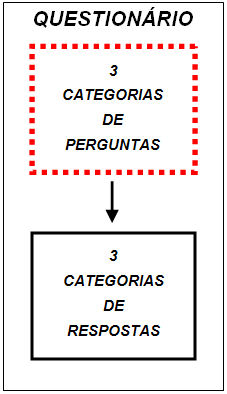 QUESTIONÁRIO
3
CATEGORIAS
DE
PERGUNTAS
3
CATEGORIAS
DE
RESPOSTAS